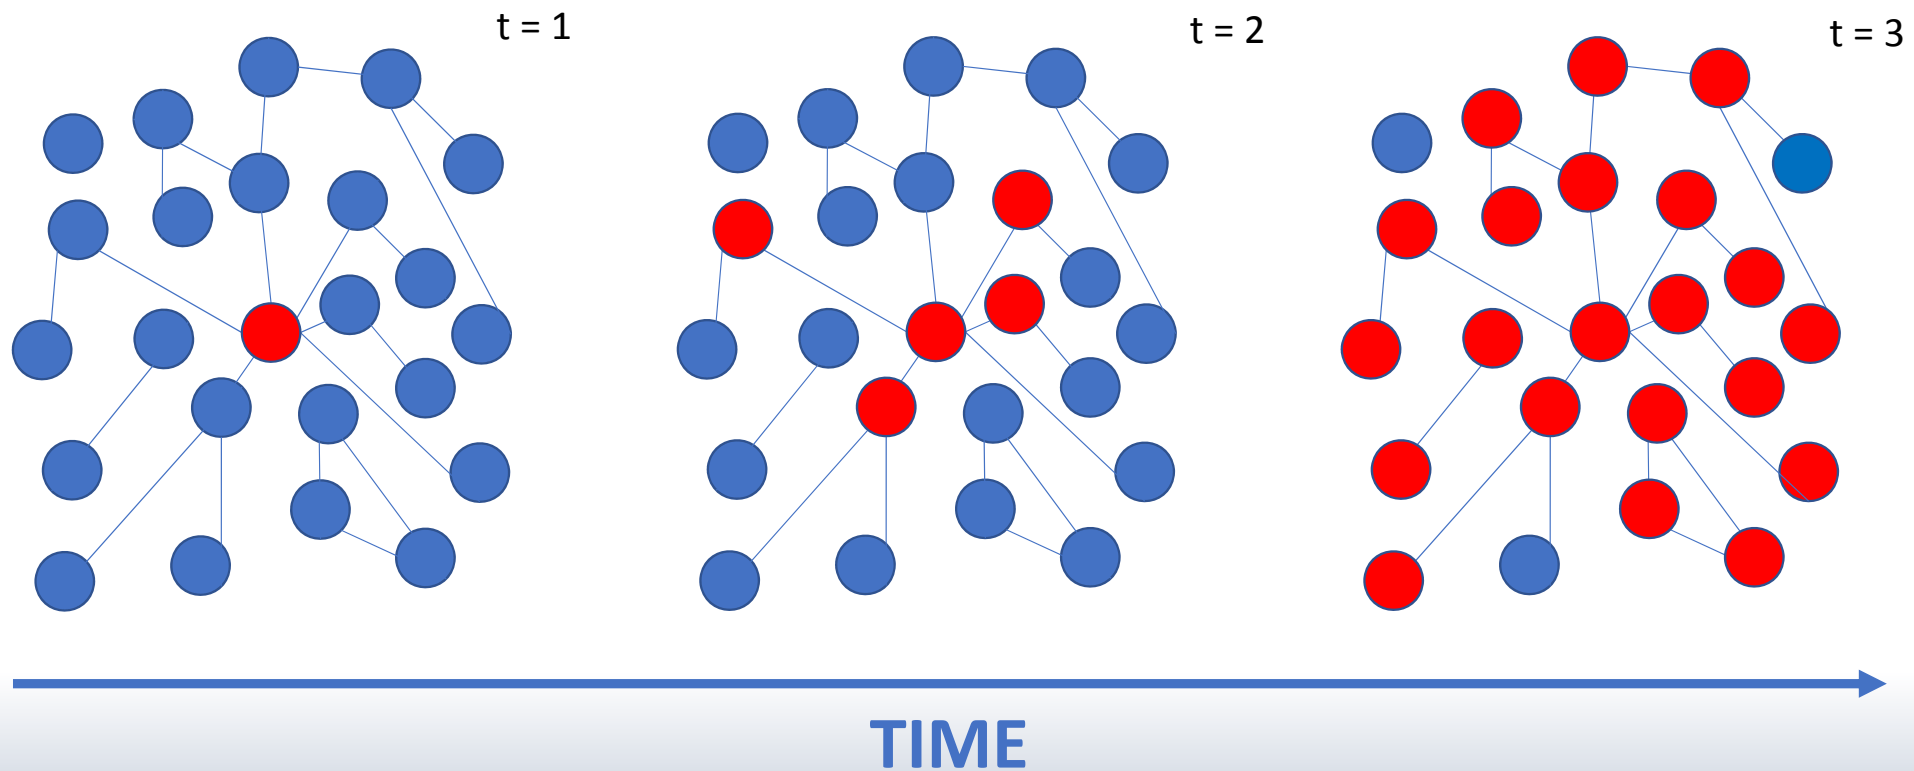 t = 1
t = 2
t = 3
TIME